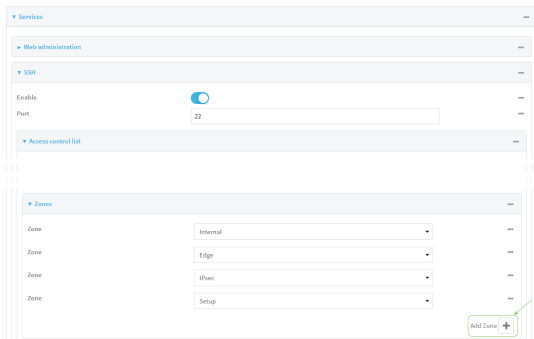 Services
Web administration
SSH
Enable
Port 22
Access control list
Zones
Zone Internal
Zone Edge
Zone IPsec
Zone Setup
Add Zone